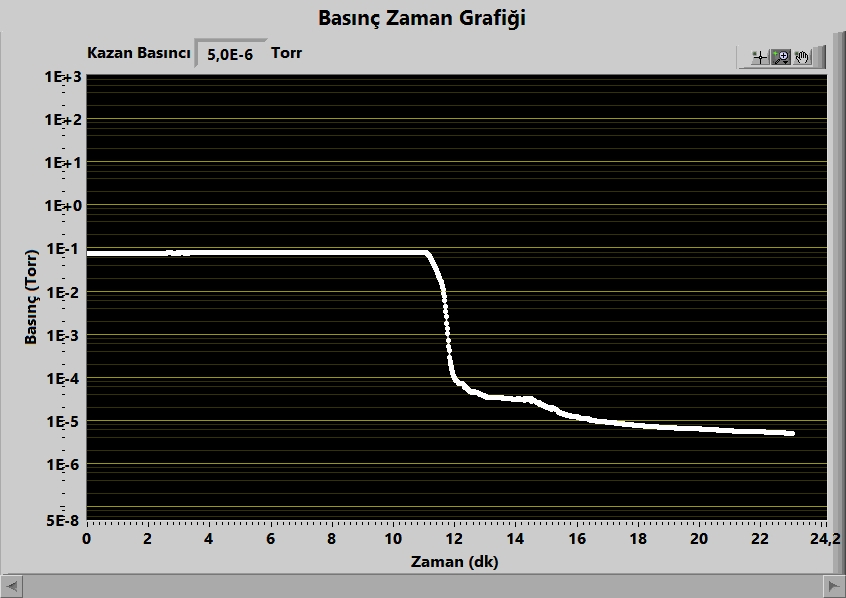 Basınç Zaman Grafiği
Kazan Basıncı 5,0E-6 Torr
1E+3
1E+2
1E+1
1E+0
1E-1
1E-2
1E-3
1E-4
1E-5
1E-6
5E-8
Basınç (Torr)
0 2 4 6 8 10 12 14 16 18 20 22 24,2
Zaman (dk)